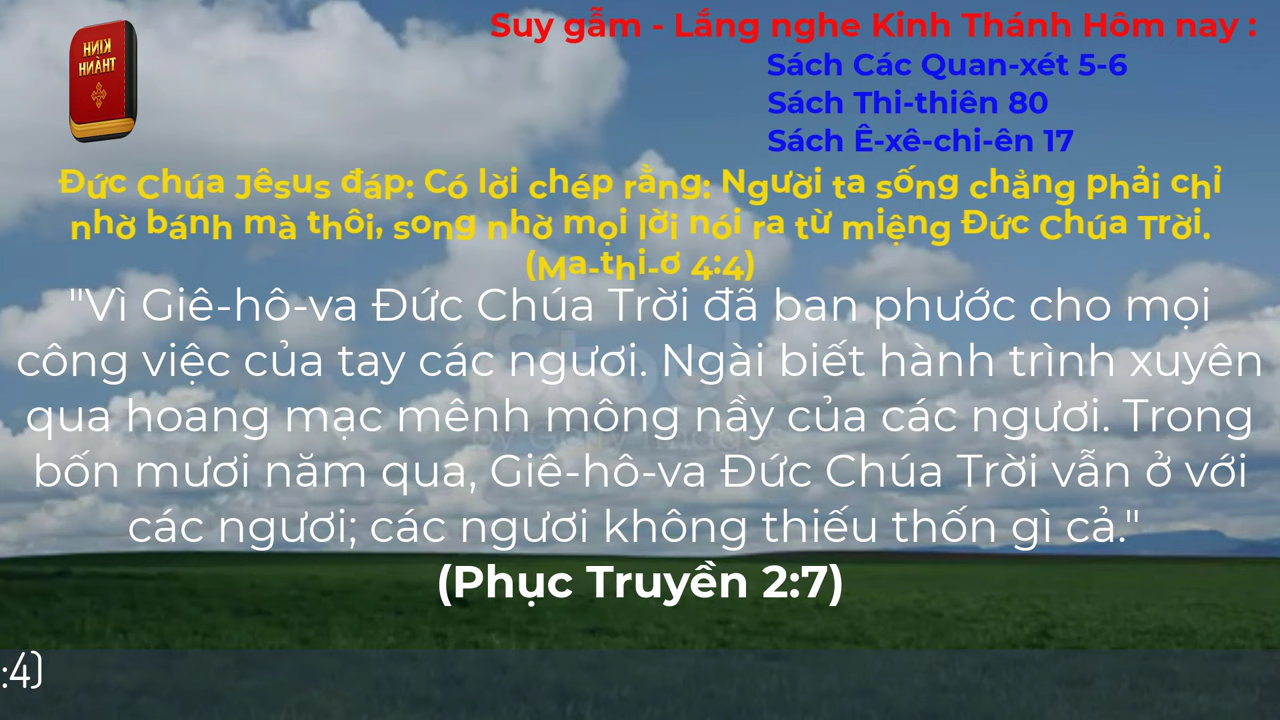 Suy gẫm - Lắng nghe Kinh Thánh Hôm nay :
Sách Các Quan-xét 5-6
Sách Thi-thiên 80
Sách Ê-xê-chi-ên 17
KINH
THÀNH
Đức Chúa Jêsus đáp: Có lời chép rằng: Người ta sống chẳng phải chỉ
nhờ bánh mà thôi, song nhờ mọi lời nói ra từ miệng Đức Chúa Trời.
(Ma-thi-ơ 4:4)
"Vì Giê-hô-va Đức Chúa Trời đã ban phước cho mọi
công việc của tay các ngươi. Ngài biết hành trình xuyên
qua hoang mạc mênh mông nầy của các ngươi. Trong
bốn mươi năm qua, Giê-hô-va Đức Chúa Trời vẫn ở với
các ngươi; các ngươi không thiếu thốn gì cả."
(Phục Truyền 2:7)
iStock
by Getty Images
:4)